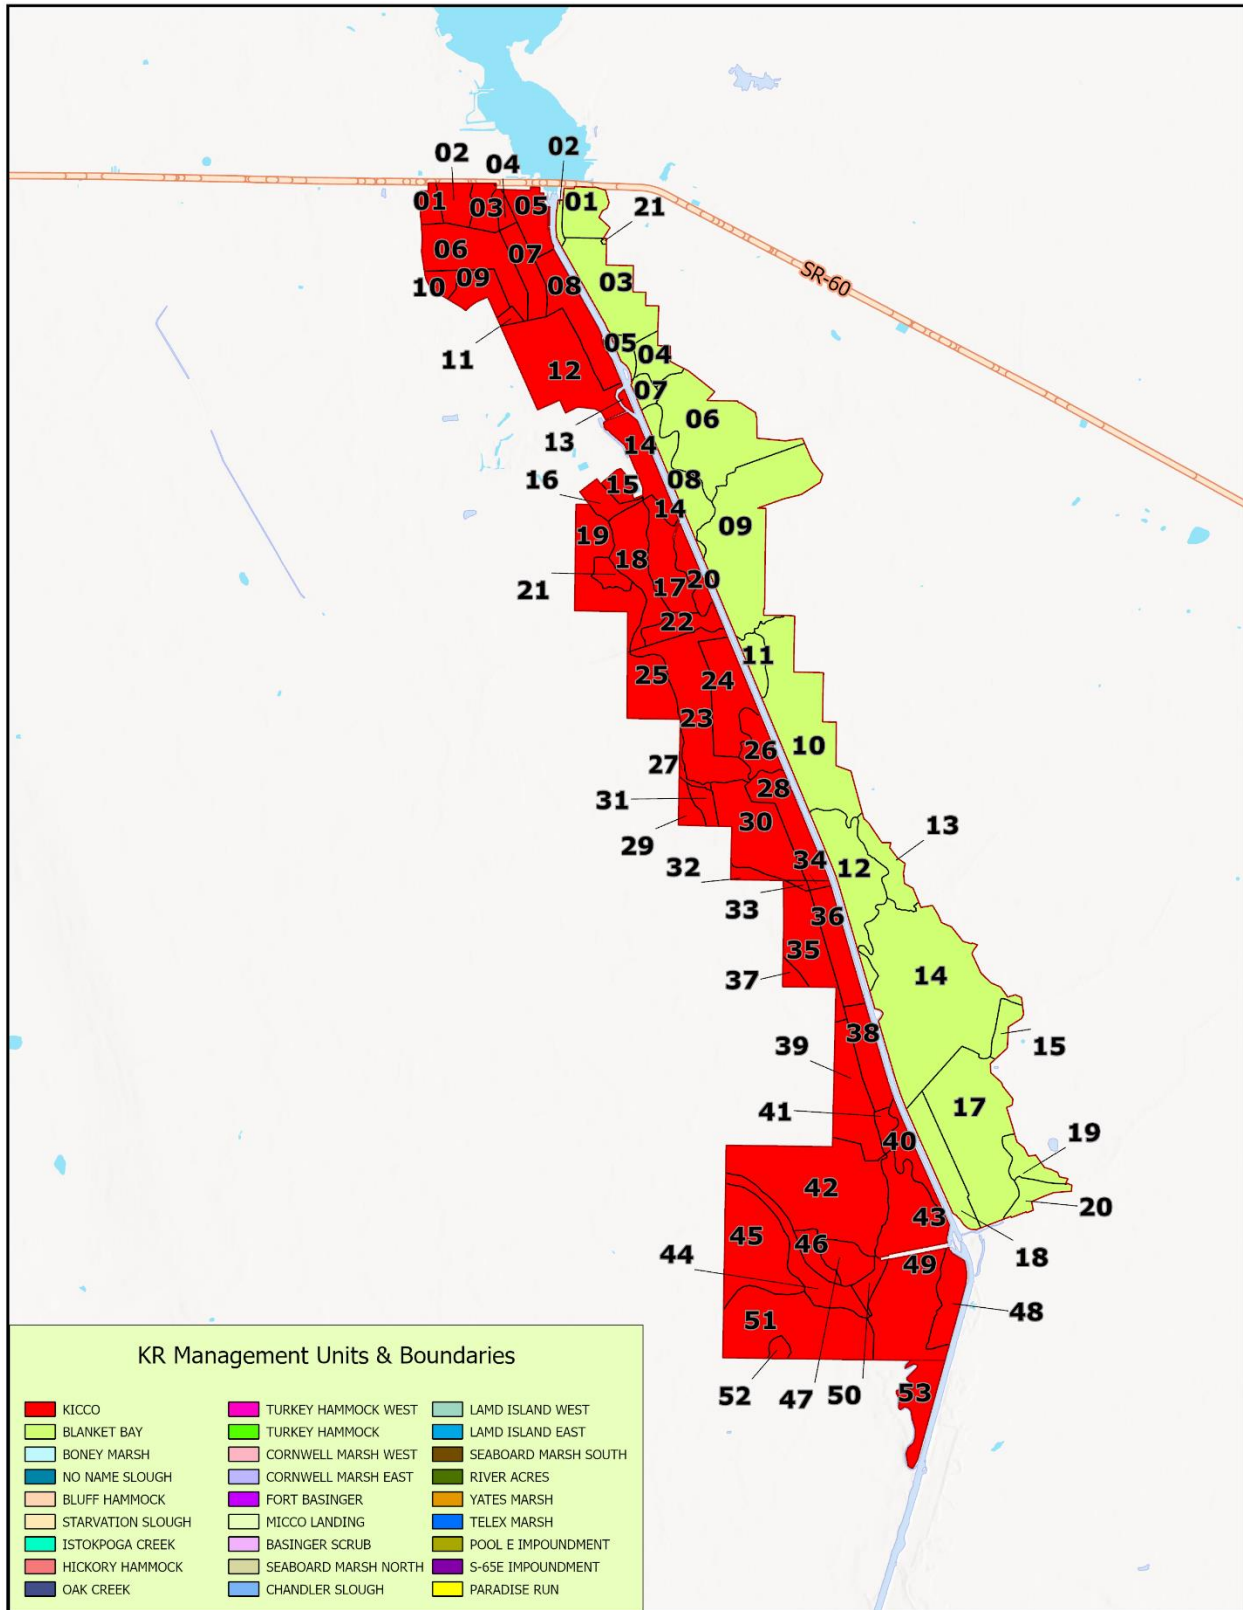 02
02
04
01
03
05
01
21
06
07
SR-60
09
10
08
03
11
05
04
12
07
13
06
14
16
15
08
14
09
19
18
21
17
20
22
11
25
24
23
10
26
27
28
31
30
29
13
34
32
12
33
36
35
14
37
38
39
15
41
17
40
19
42
20
43
45
46
44
49
18
48
51
52
47
50
53
KR Management Units & Boundaries
KICCO
BLANKET BAY
BONEY MARSH
NO NAME SLOUGH
BLUFF HAMMOCK
STARVATION SLOUGH
ISTOKPOGA CREEK
HICKORY HAMMOCK
OAK CREEK
TURKEY HAMMOCK WEST
TURKEY HAMMOCK
CORNWELL MARSH WEST
CORNWELL MARSH EAST
FORT BASINGER
MICCO LANDING
BASINGER SCRUB
SEABOARD MARSH NORTH
CHANDLER SLOUGH
LAMD ISLAND WEST
LAMD ISLAND EAST
SEABOARD MARSH SOUTH
RIVER ACRES
YATES MARSH
TELEX MARSH
POOL E IMPOUNDMENT
S-65E IMPOUNDMENT
PARADISE RUN